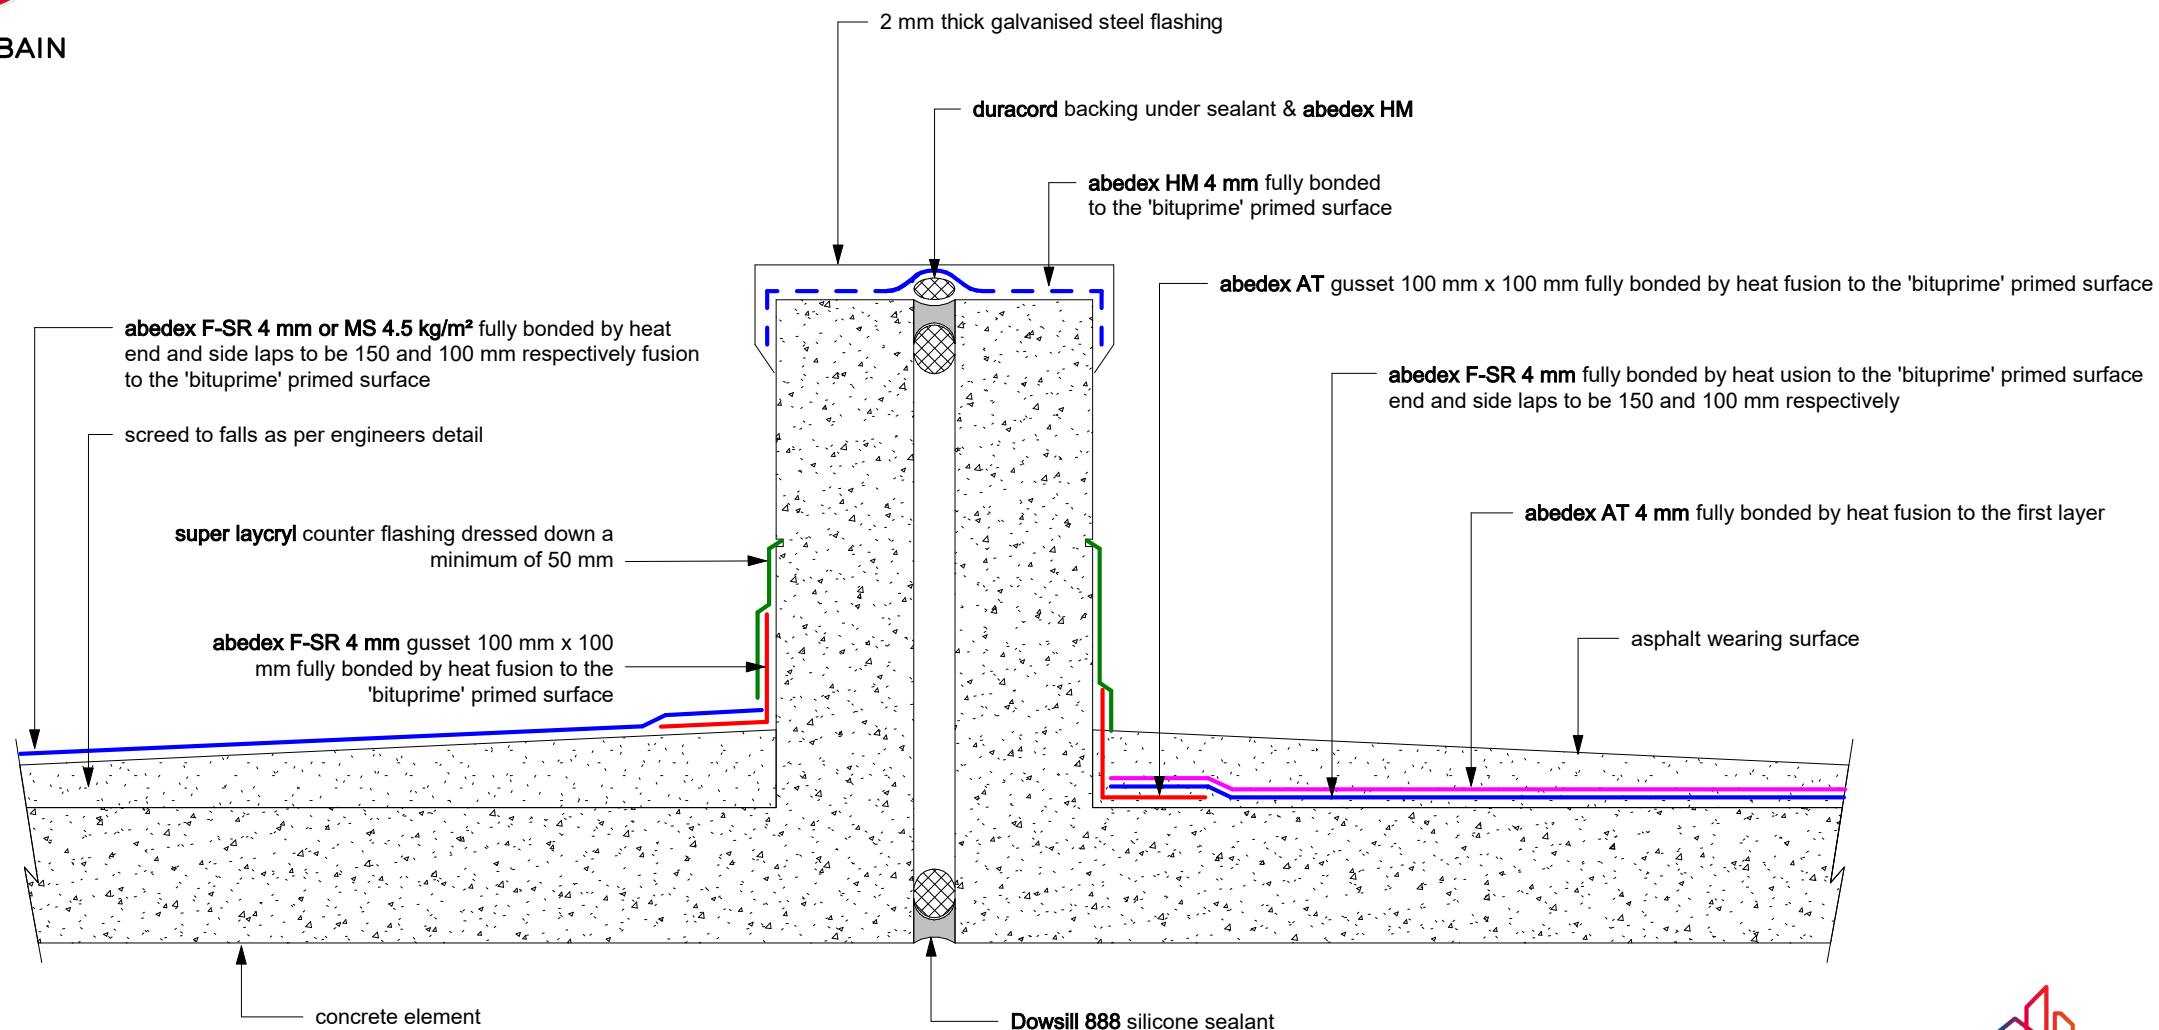 BAIN
2 mm thick galvanised steel flashing
duracord backing under sealant & abedex HM
abedex HM 4 mm fully bonded
to the 'bituprime' primed surface
abedex AT gusset 100 mm x 100 mm fully bonded by heat fusion to the 'bituprime' primed surface
abedex F-SR 4 mm or MS 4.5 kg/m² fully bonded by heat
end and side laps to be 150 and 100 mm respectively fusion
to the 'bituprime' primed surface
abedex F-SR 4 mm fully bonded by heat usion to the 'bituprime' primed surface
end and side laps to be 150 and 100 mm respectively
screed to falls as per engineers detail
abedex AT 4 mm fully bonded by heat fusion to the first layer
super laycryl counter flashing dressed down a
minimum of 50 mm
abedex F-SR 4 mm gusset 100 mm x 100
mm fully bonded by heat fusion to the
'bituprime' primed surface
asphalt wearing surface
concrete element
Dowsill 888 silicone sealant